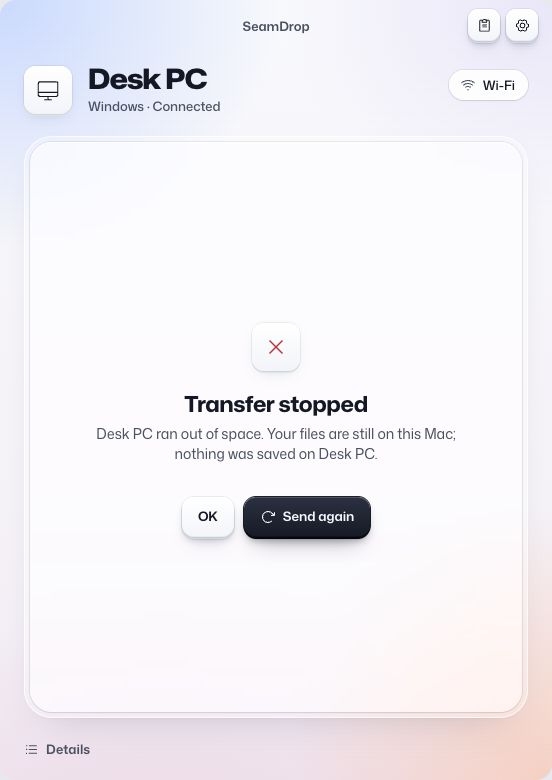 SeamDrop
Desk PC
Windows · Connected
Wi-Fi
Transfer stopped
Desk PC ran out of space. Your files are still on this Mac;
nothing was saved on Desk PC.
OK
Send again
Details